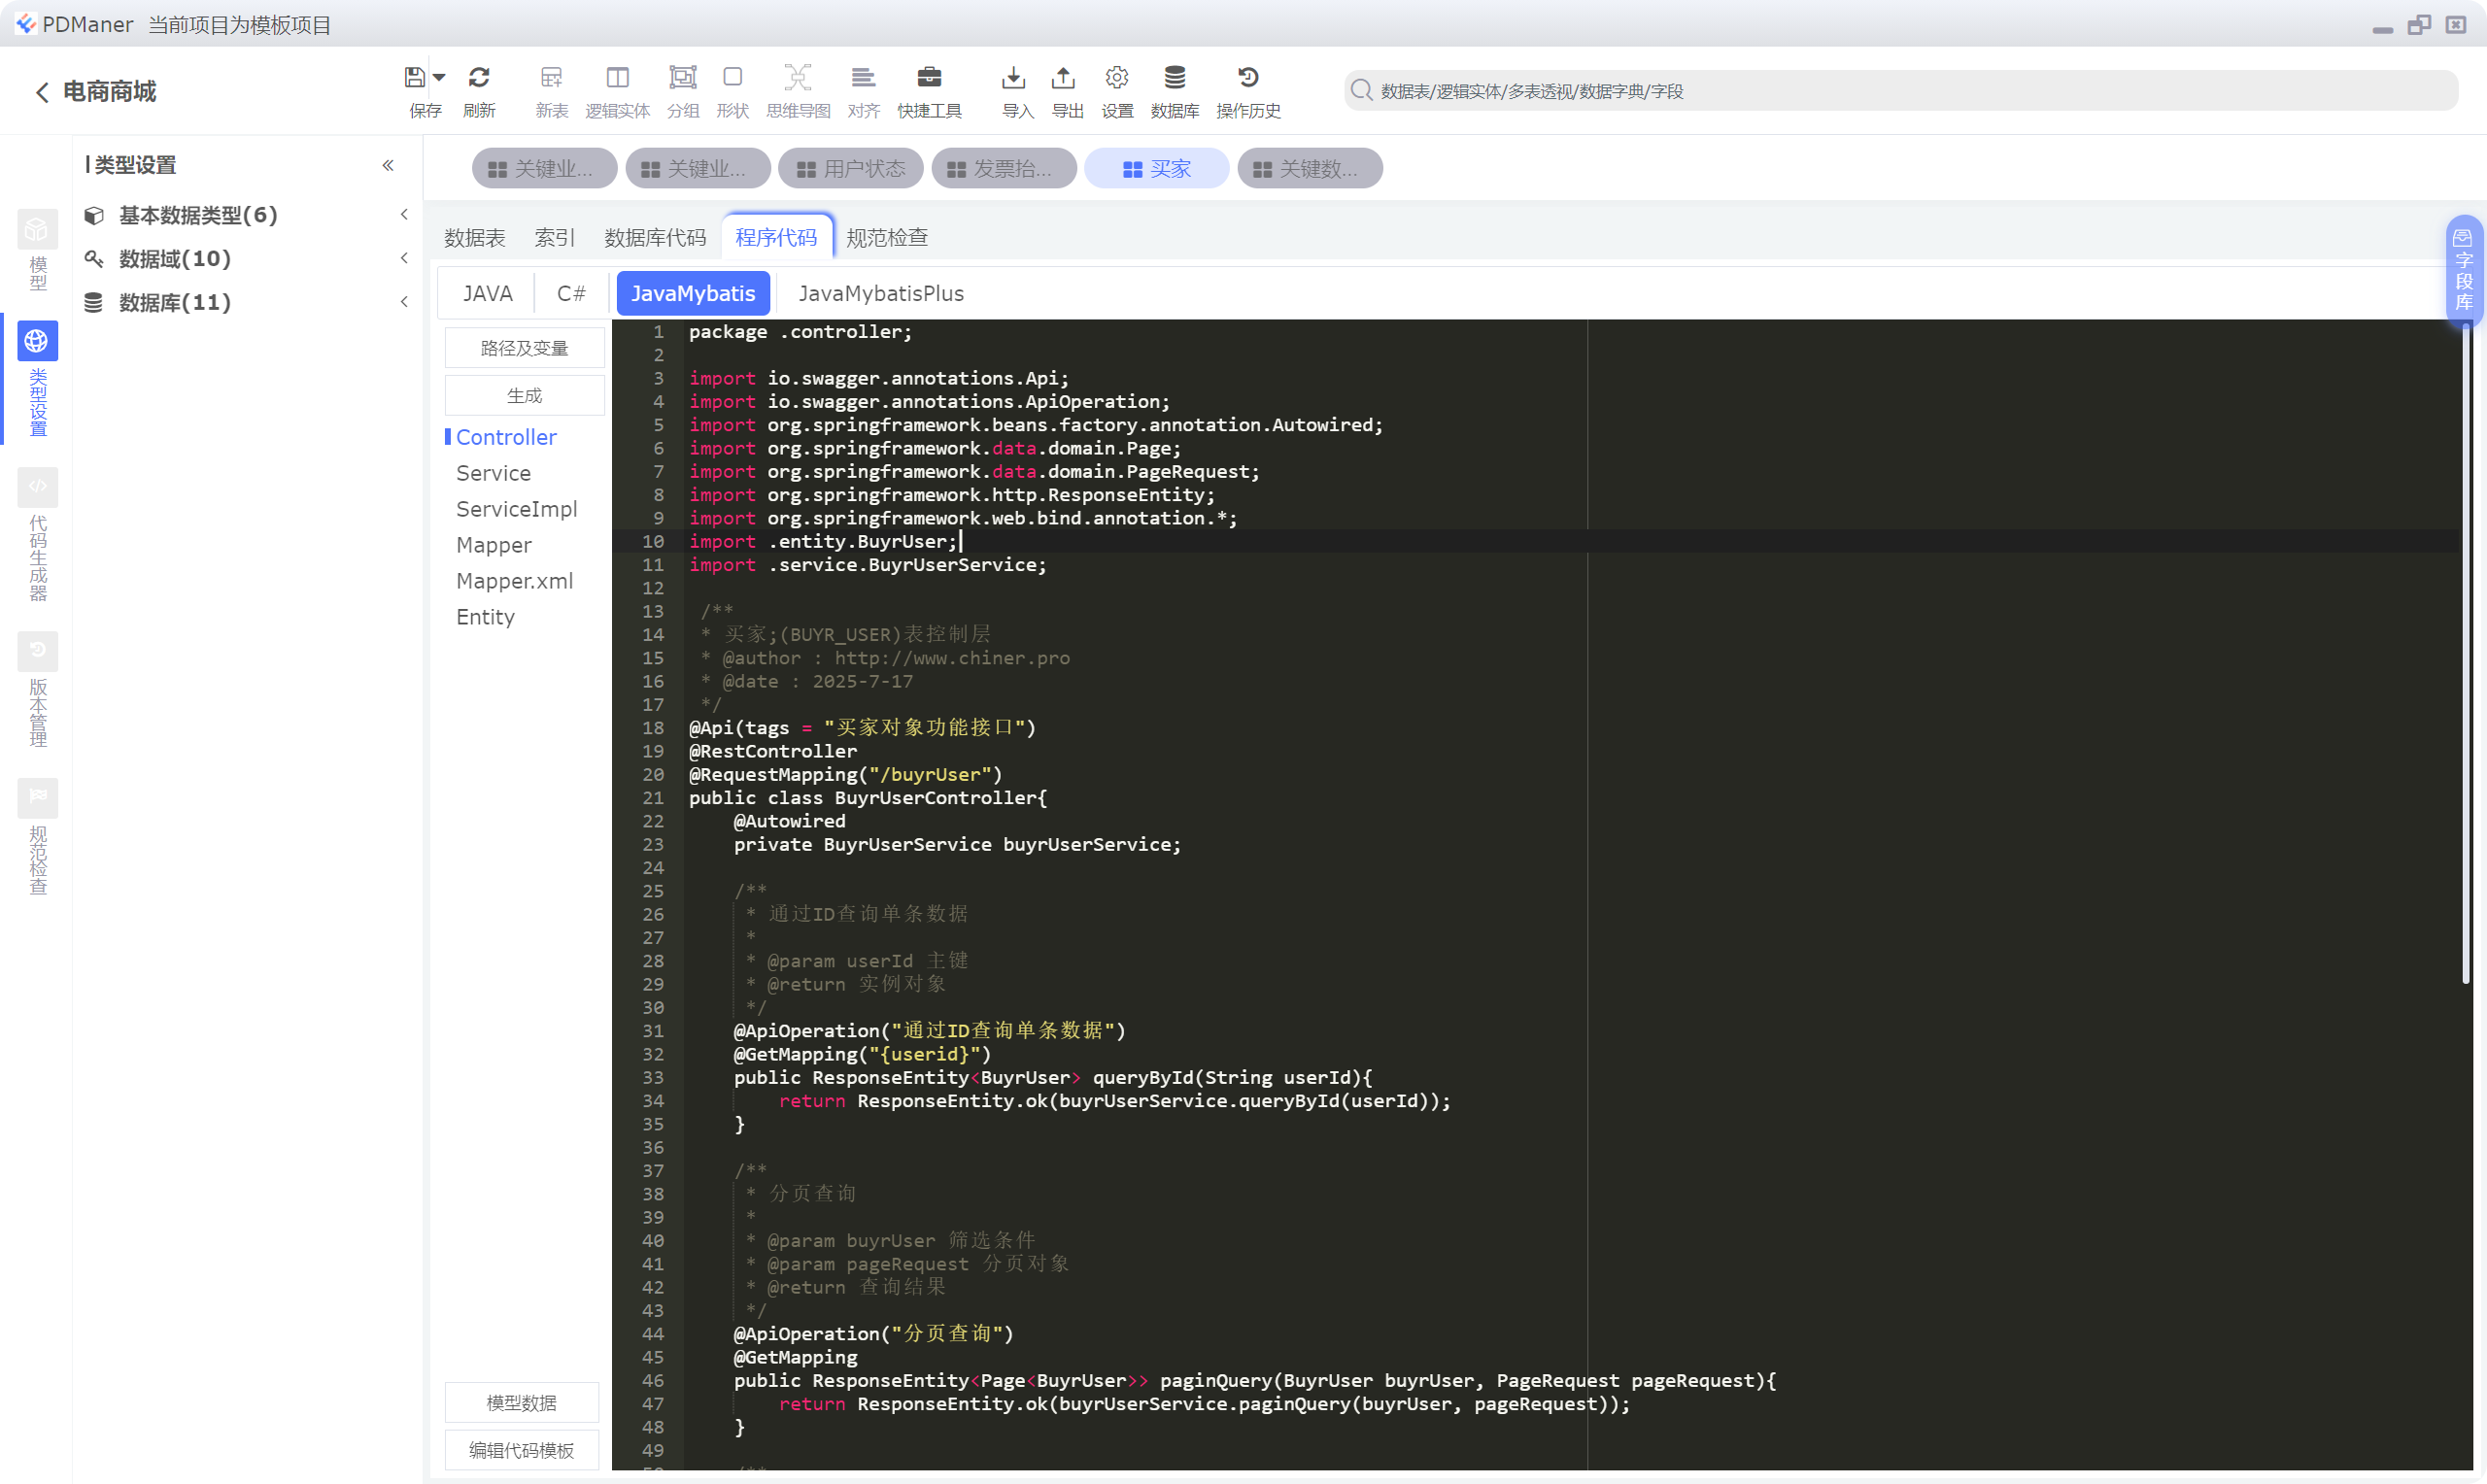 PDManer 当前项目为模板项目
电商商城
保存 刷新 新表 逻辑实体 分组 形状 思维导图 对齐 快捷工具 导入 导出 设置 数据库 操作历史
数据表/逻辑实体/多表透视/数据字典/字段
模型
类型设置
代码生成器
版本管理
规范检查
类型设置
基本数据类型(6)
数据域(10)
数据库(11)
关键业... 关键业... 用户状态 发票抬... 买家 关键数...
数据表 索引 数据库代码 程序代码 规范检查
字段库
JAVA C# JavaMybatis JavaMybatisPlus
路径及变量
生成
Controller
Service
ServiceImpl
Mapper
Mapper.xml
Entity
模型数据
编辑代码模板
1 package .controller;
2
3 import io.swagger.annotations.Api;
4 import io.swagger.annotations.ApiOperation;
5 import org.springframework.beans.factory.annotation.Autowired;
6 import org.springframework.data.domain.Page;
7 import org.springframework.data.domain.PageRequest;
8 import org.springframework.http.ResponseEntity;
9 import org.springframework.web.bind.annotation.*;
10 import .entity.BuyrUser;
11 import .service.BuyrUserService;
12
13 /**
14 * 买家;(BUYR_USER)表控制层
15 * @author : http://www.chiner.pro
16 * @date : 2025-7-17
17 */
18 @Api(tags = "买家对象功能接口")
19 @RestController
20 @RequestMapping("/buyrUser")
21 public class BuyrUserController{
22 @Autowired
23 private BuyrUserService buyrUserService;
24
25 /**
26 * 通过ID查询单条数据
27 *
28 * @param userId 主键
29 * @return 实例对象
30 */
31 @ApiOperation("通过ID查询单条数据")
32 @GetMapping("{userid}")
33 public ResponseEntity<BuyrUser> queryById(String userId){
34 return ResponseEntity.ok(buyrUserService.queryById(userId));
35 }
36
37 /**
38 * 分页查询
39 *
40 * @param buyrUser 筛选条件
41 * @param pageRequest 分页对象
42 * @return 查询结果
43 */
44 @ApiOperation("分页查询")
45 @GetMapping
46 public ResponseEntity<Page<BuyrUser>> paginQuery(BuyrUser buyrUser, PageRequest pageRequest){
47 return ResponseEntity.ok(buyrUserService.paginQuery(buyrUser, pageRequest));
48 }
49